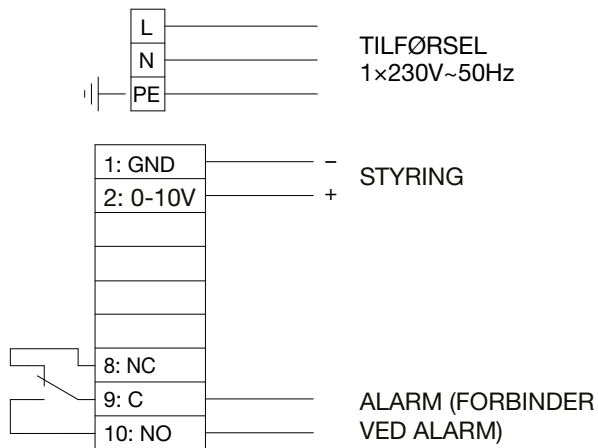 L
N
PE
TILFØRSEL
1×230V~50Hz
1: GND
−
2: 0-10V
+
STYRING
8: NC
9: C
10: NO
ALARM (FORBINDER
VED ALARM)